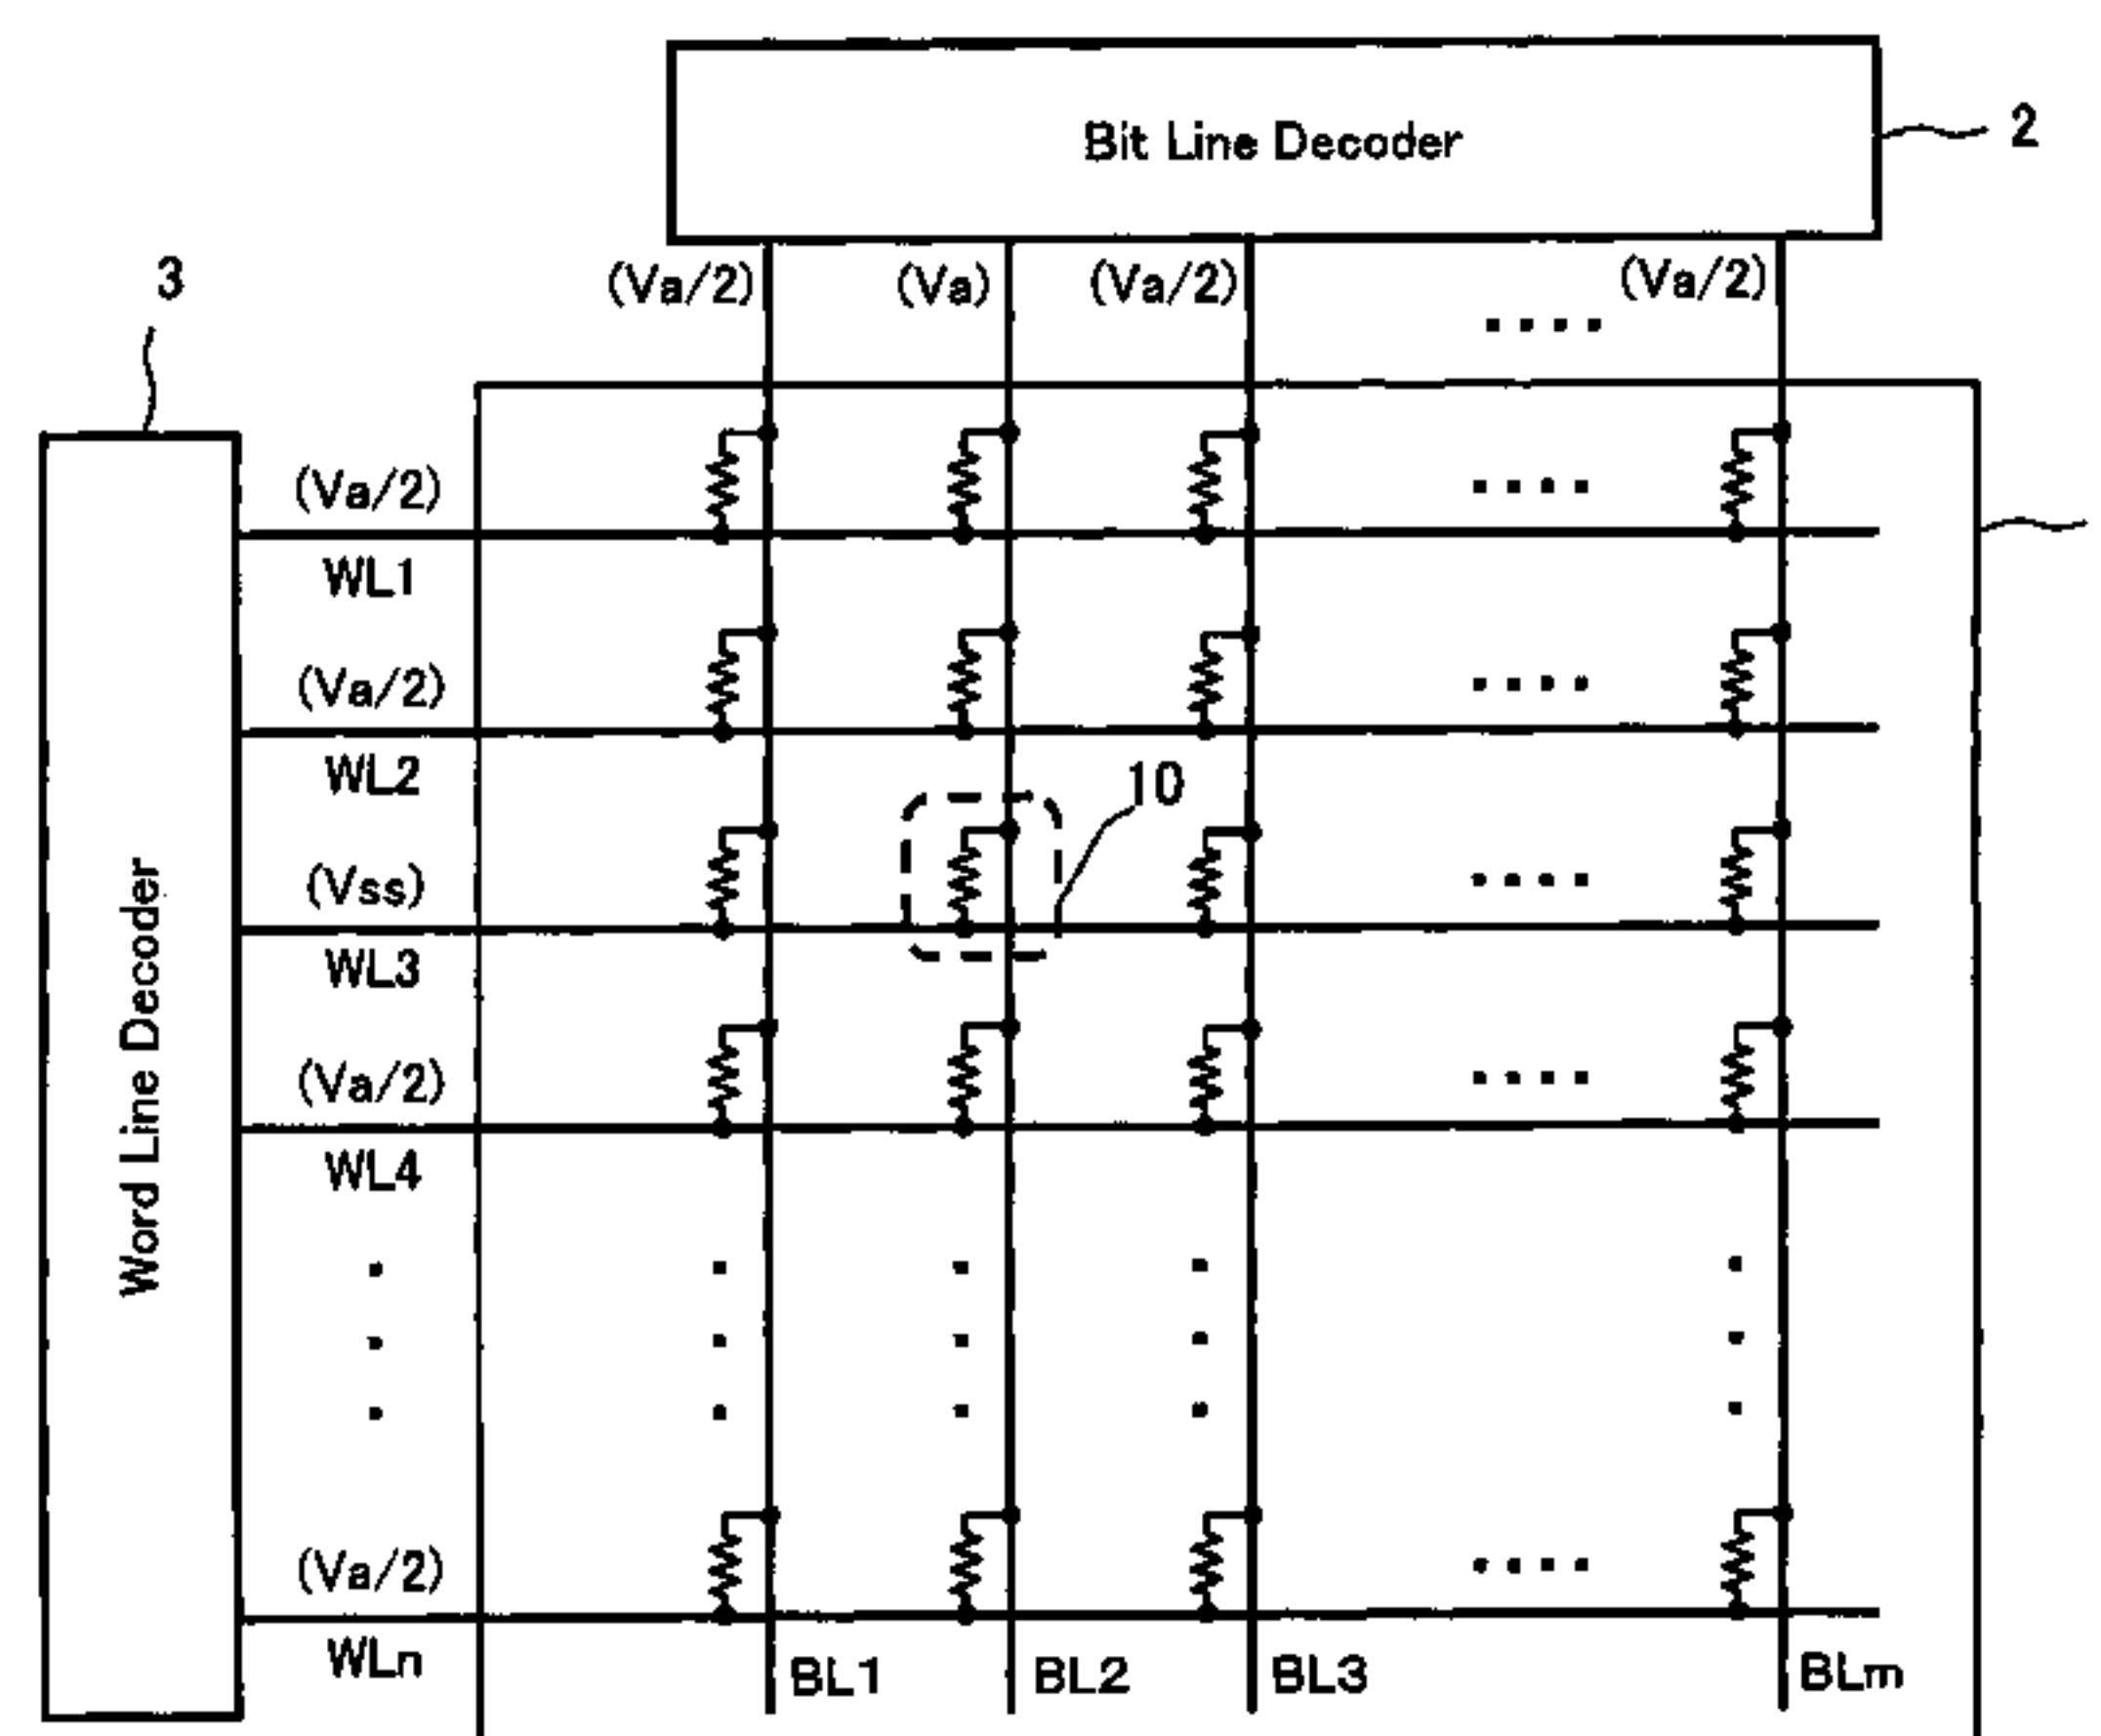 Bit Line Decoder
2
3
(Va/2) (Va) (Va/2) (Va/2)
(Va/2)
WL1
(Va/2)
WL2
10
(Vss)
WL3
(Va/2)
WL4
Word Line Decoder
(Va/2)
WLn
BL1 BL2 BL3 BLm